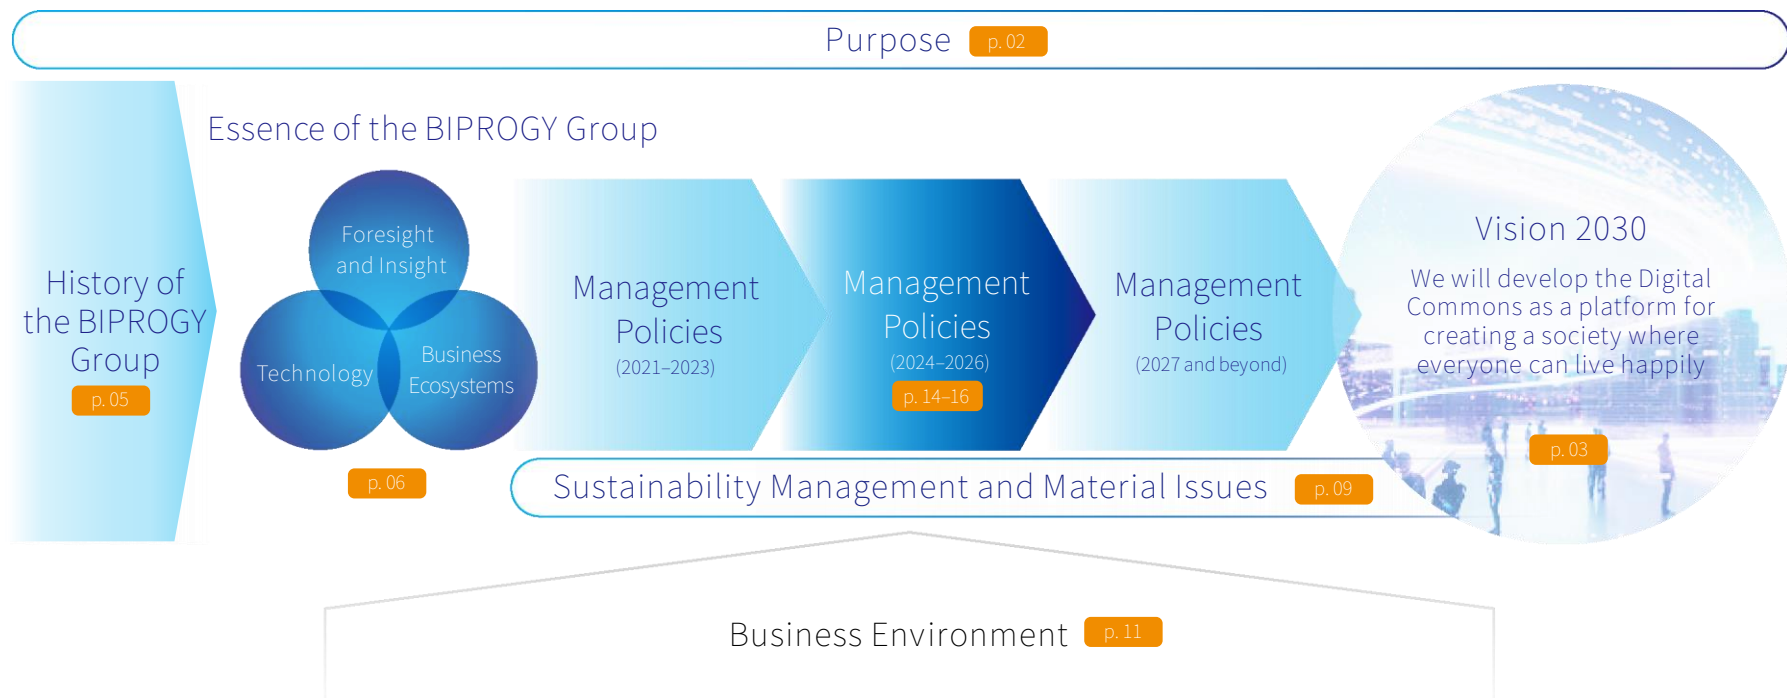 Purpose p. 02
Essence of the BIPROGY Group
History of
the BIPROGY
Group
p. 05
Foresight
and Insight
Technology
Business
Ecosystems
p. 06
Management
Policies
(2021–2023)
Management
Policies
(2024–2026)
p. 14–16
Management
Policies
(2027 and beyond)
Vision 2030
We will develop the Digital
Commons as a platform for
creating a society where
everyone can live happily
p. 03
Sustainability Management and Material Issues p. 09
Business Environment p. 11